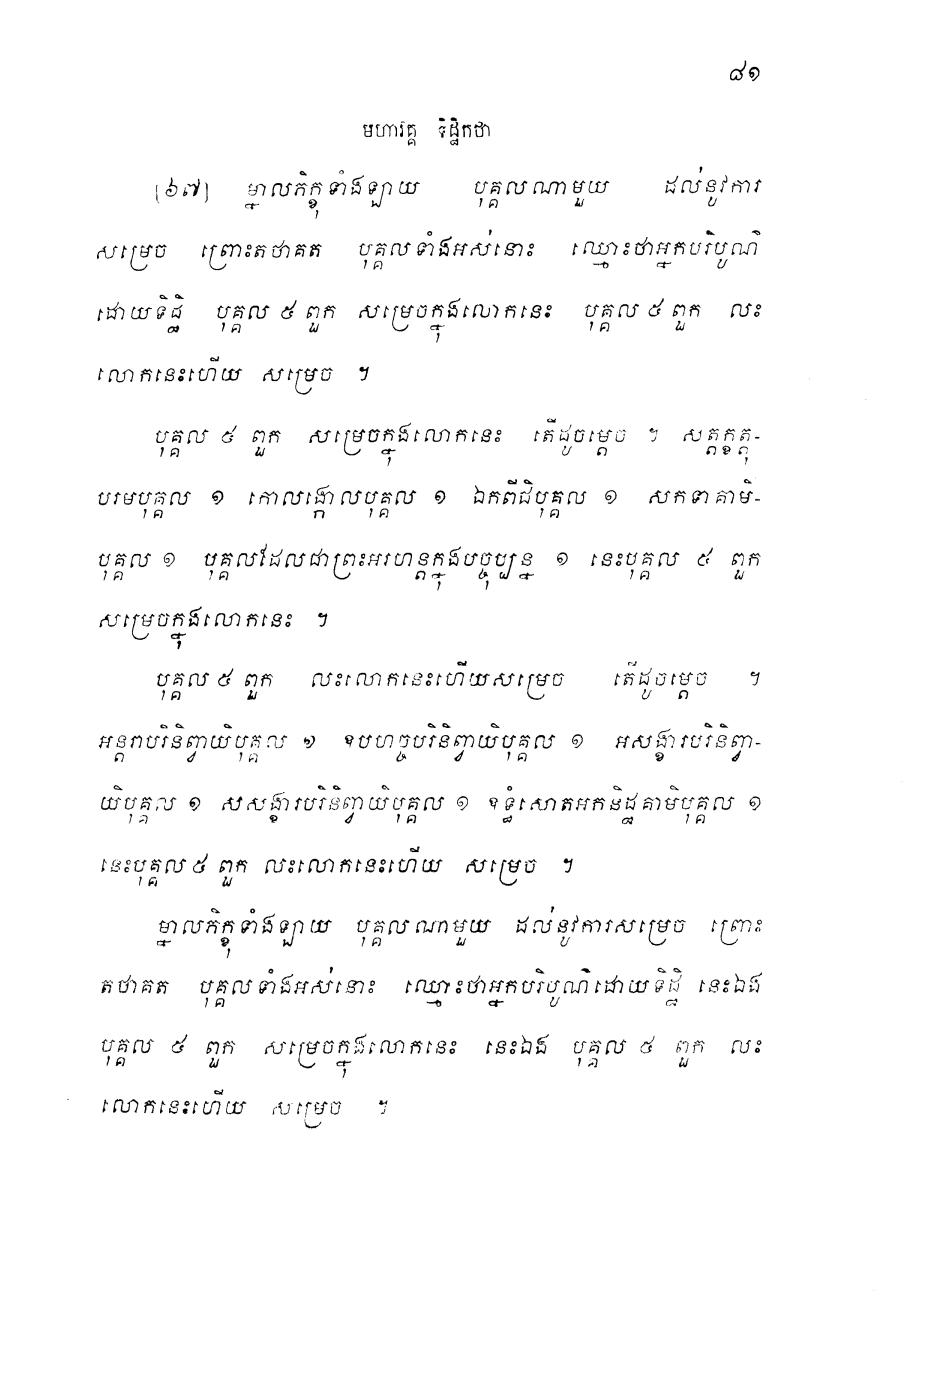 ៨១
មហាវគ្គ ទិដ្ឋិកថា
[៦៧] ម្នាលភិក្ខុទាំងឡាយ បុគ្គលណាមួយ ដល់នូវការ
សម្រេច ព្រោះតថាគត បុគ្គលទាំងអស់នោះ ឈ្មោះថាអ្នកបរិបូណ៌
ដោយទិដ្ឋិ បុគ្គល ៥ ពួក សម្រេចក្នុងលោកនេះ បុគ្គល ៥ ពួក លះ
លោកនេះហើយ សម្រេច ។
បុគ្គល ៥ ពួក សម្រេចក្នុងលោកនេះ តើដូចម្តេច ។ សត្តក្ខត្តុ-
បរមបុគ្គល ១ កោលង្កោលបុគ្គល ១ ឯកពីជិបុគ្គល ១ សកទាគាមិ-
បុគ្គល ១ បុគ្គលដែលជាព្រះអរហន្តក្នុងបច្ចុប្បន្ន ១ នេះបុគ្គល ៥ ពួក
សម្រេចក្នុងលោកនេះ ។
បុគ្គល ៥ ពួក លះលោកនេះហើយសម្រេច តើដូចម្តេច ។
អន្តរាបរិនិព្វាយិបុគ្គល ១ ឧបហច្ចបរិនិព្វាយិបុគ្គល ១ អសង្ខារបរិនិព្វា-
យិបុគ្គល ១ សសង្ខារបរិនិព្វាយិបុគ្គល ១ ឧទ្ធំសោតអកនិដ្ឋគាមិបុគ្គល ១
នេះបុគ្គល ៥ ពួក លះលោកនេះហើយ សម្រេច ។
ម្នាលភិក្ខុទាំងឡាយ បុគ្គលណាមួយ ដល់នូវការសម្រេច ព្រោះ
តថាគត បុគ្គលទាំងអស់នោះ ឈ្មោះថាអ្នកបរិបូណ៌ដោយទិដ្ឋិ នេះឯង
បុគ្គល ៥ ពួក សម្រេចក្នុងលោកនេះ នេះឯង បុគ្គល ៥ ពួក លះ
លោកនេះហើយ សម្រេច ។